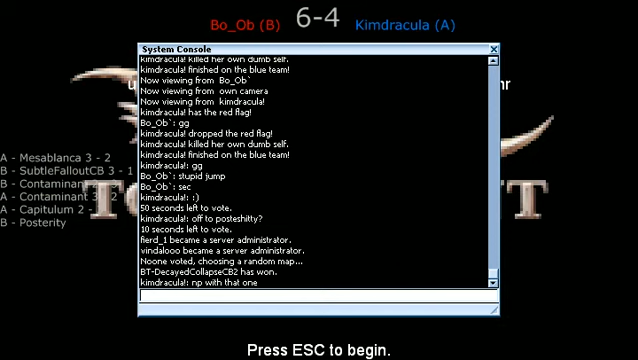 Bo_Ob (B) 6-4 Kimdracula (A)
System Console
kimdracula! killed her own dumb self.
kimdracula! finished on the blue team!
Now viewing from Bo_Ob`
Now viewing from own camera
Now viewing from kimdracula!
kimdracula! has the red flag!
Bo_Ob`: gg
kimdracula! dropped the red flag!
kimdracula! killed her own dumb self.
kimdracula! finished on the blue team!
kimdracula!: gg
Bo_Ob`: stupid jump
Bo_Ob`: sec
kimdracula!: :)
50 seconds left to vote.
kimdracula!: off to posteshitty?
10 seconds left to vote.
fierd_1 became a server administrator.
vindalooo became a server administrator.
Noone voted, choosing a random map...
BT-DecayedCollapseCB2 has won.
kimdracula!: np with that one
A - Mesablanca 3 - 2
B - SubtleFalloutCB 3 - 1
B - Contaminant
A - Capitulum 2 -
B - Posterity
Press ESC to begin.